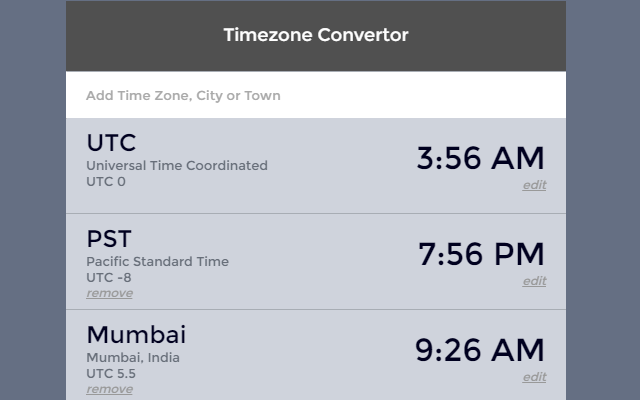 Timezone Convertor
Add Time Zone, City or Town
UTC
Universal Time Coordinated
UTC 0
3:56 AM
edit
PST
Pacific Standard Time
UTC -8
remove
7:56 PM
edit
Mumbai
Mumbai, India
UTC 5.5
remove
9:26 AM
edit